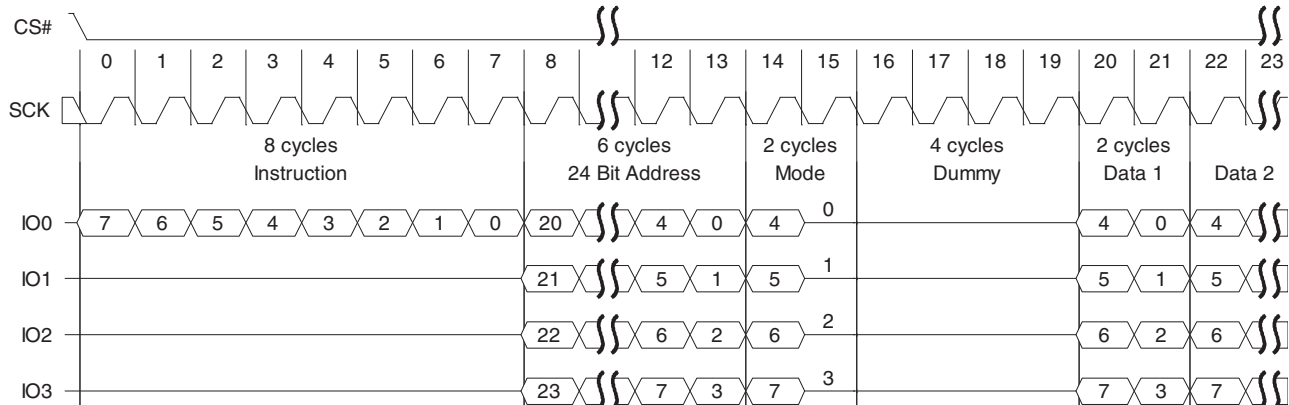 CS#
0 1 2 3 4 5 6 7 8 12 13 14 15 16 17 18 19 20 21 22 23
SCK
8 cycles 6 cycles 2 cycles 4 cycles 2 cycles
Instruction 24 Bit Address Mode Dummy Data 1 Data 2
IO0 7 6 5 4 3 2 1 0 20 4 0 4 0 4 0 4
IO1 21 5 1 5 1 5 1 5
IO2 22 6 2 6 2 6 2 6
IO3 23 7 3 7 3 7 3 7